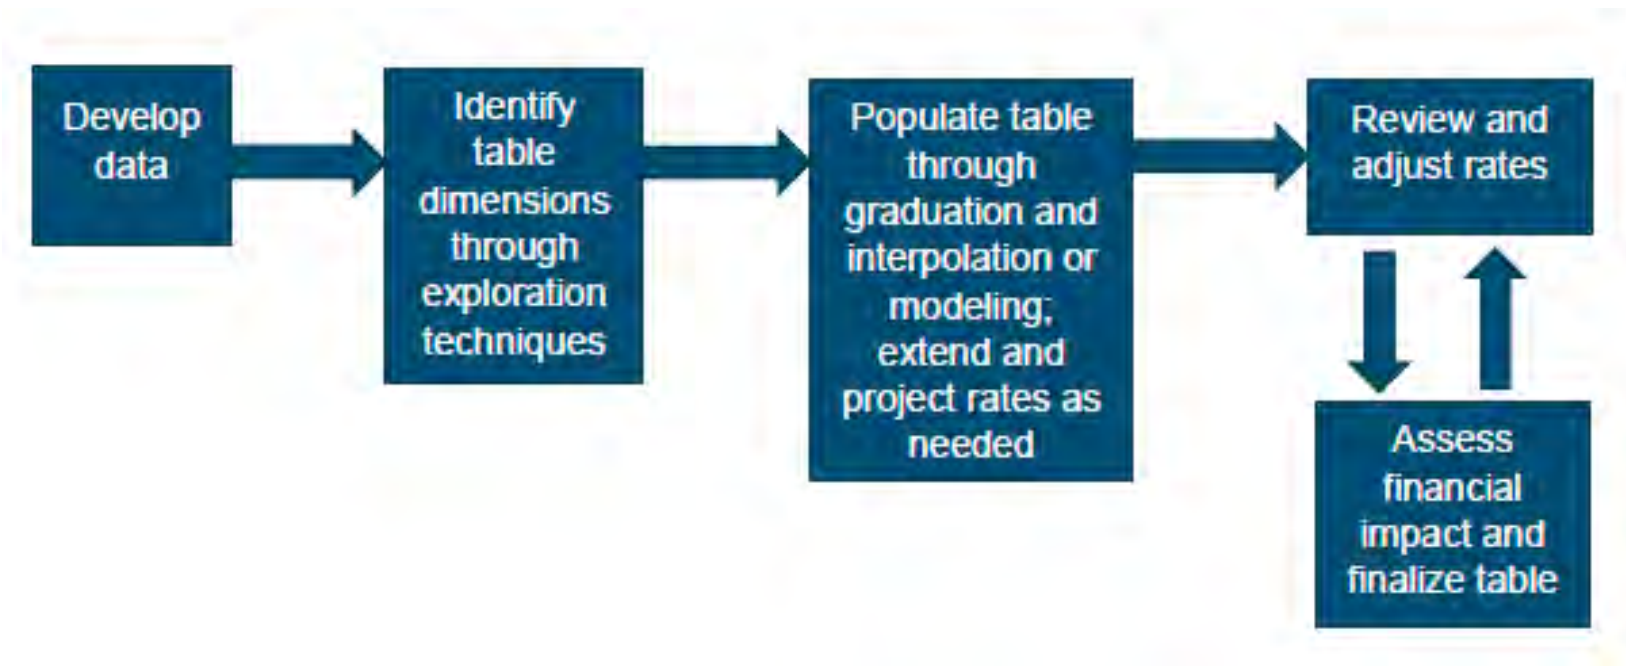 Develop
data
Identify
table
dimensions
through
exploration
techniques
Populate table
through
graduation and
interpolation or
modeling;
extend and
project rates as
needed
Review and
adjust rates
Assess
financial
impact and
finalize table